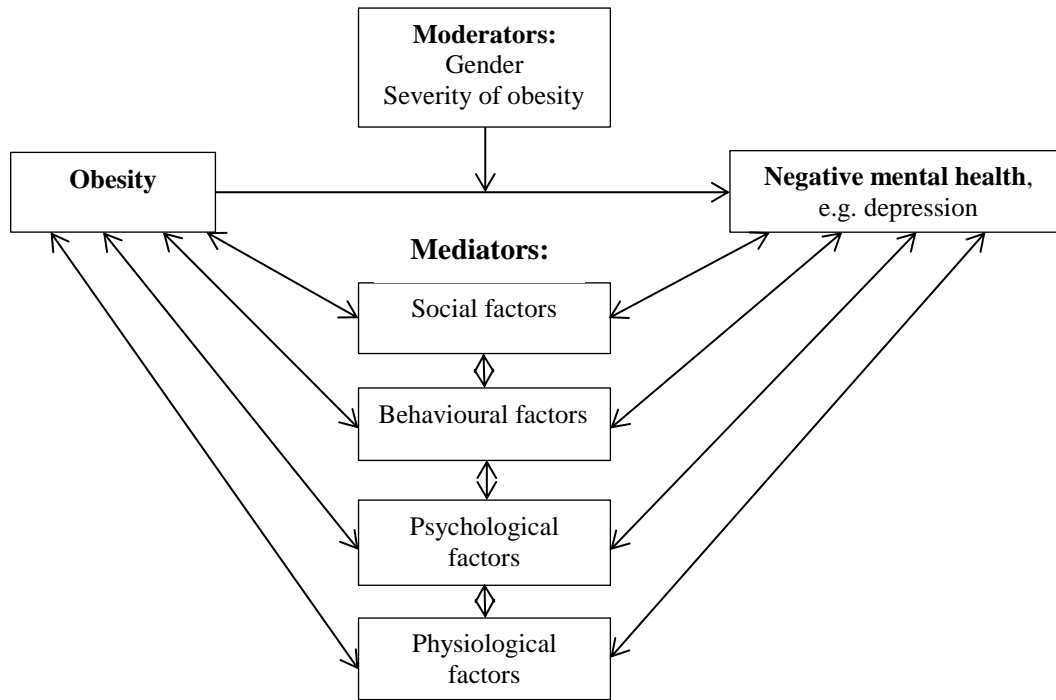 Moderators:
Gender
Severity of obesity
Obesity
Negative mental health,
e.g. depression
Mediators:
Social factors
Behavioural factors
Psychological
factors
Physiological
factors